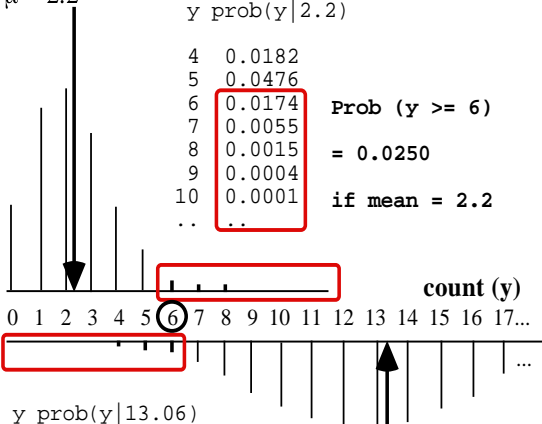 μ = 2.2
y prob(y|2.2)
4 0.0182
5 0.0476
6 0.0174
7 0.0055
8 0.0015
9 0.0004
10 0.0001
.. ..
Prob (y >= 6)
= 0.0250
if mean = 2.2
count (y)
0 1 2 3 4 5 6 7 8 9 10 11 12 13 14 15 16 17...
...
y prob(y|13.06)